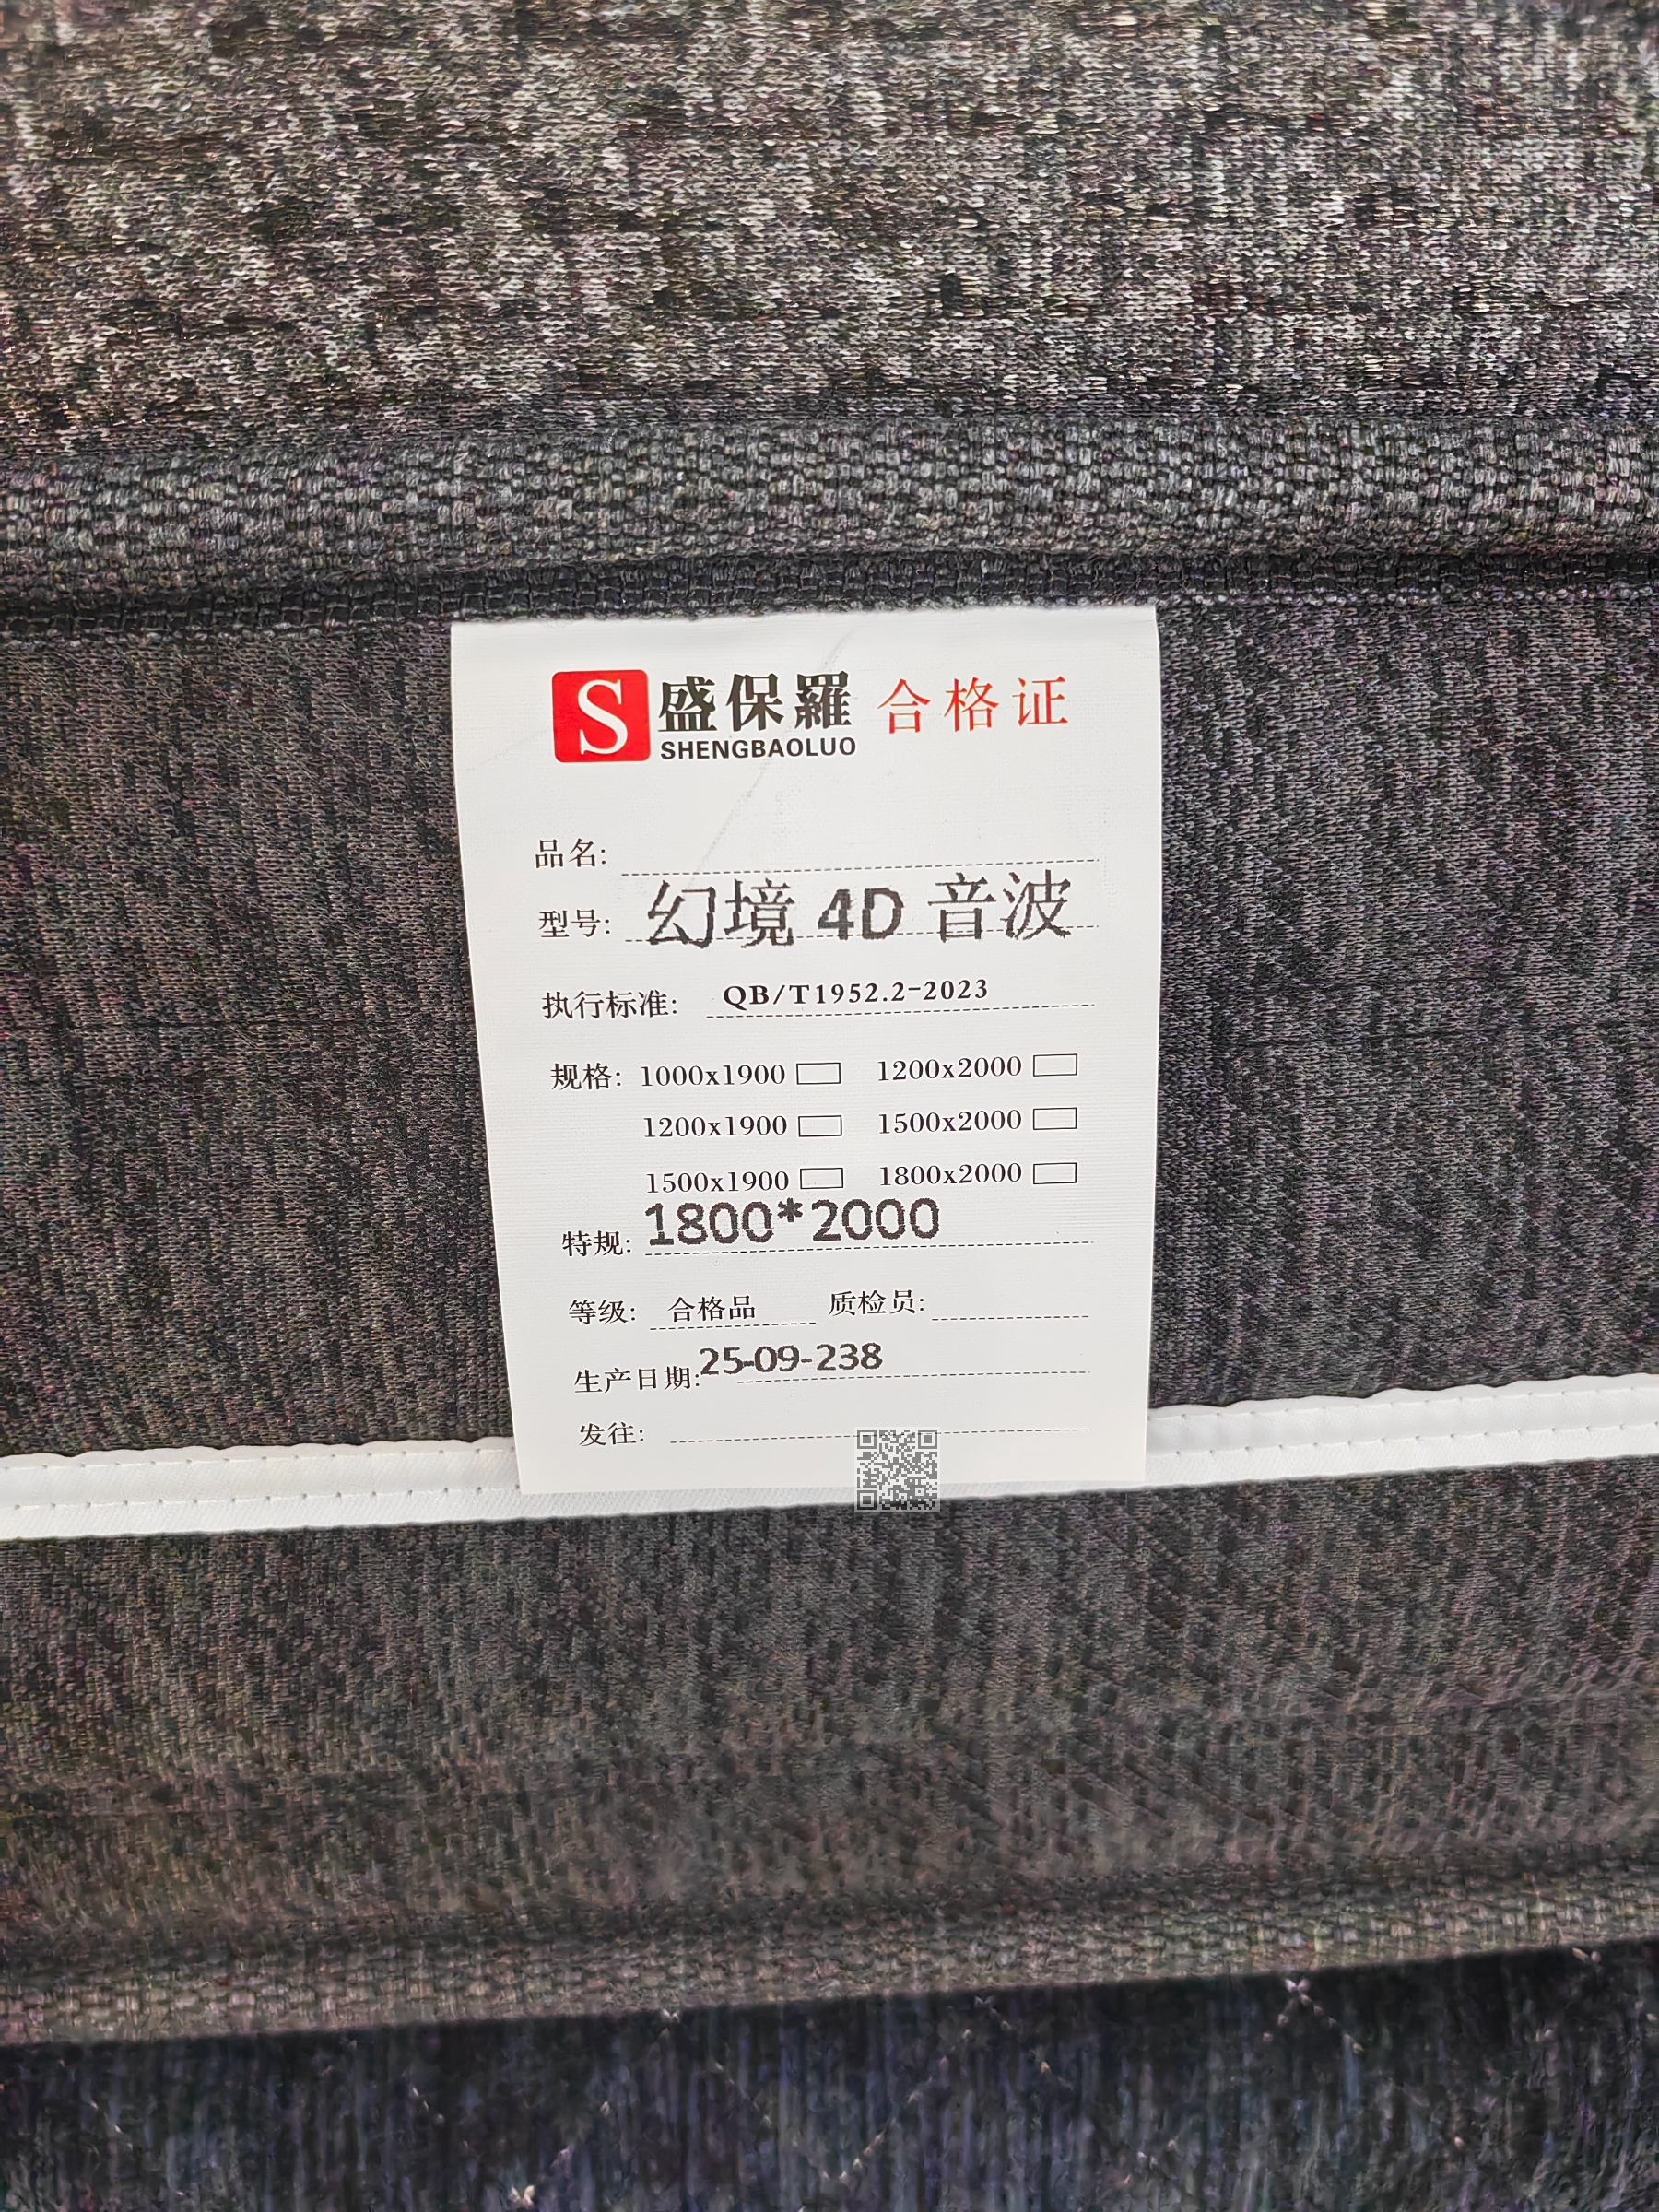 S 盛保羅 合格证
SHENGBAOLUO
品名:
型号: 幻境 4D 音波
执行标准: QB/T1952.2-2023
规格: 1000x1900 1200x2000
1200x1900 1500x2000
1500x1900 1800x2000
特规: 1800*2000
等级: 合格品 质检员:
生产日期: 25-09-238
发往: